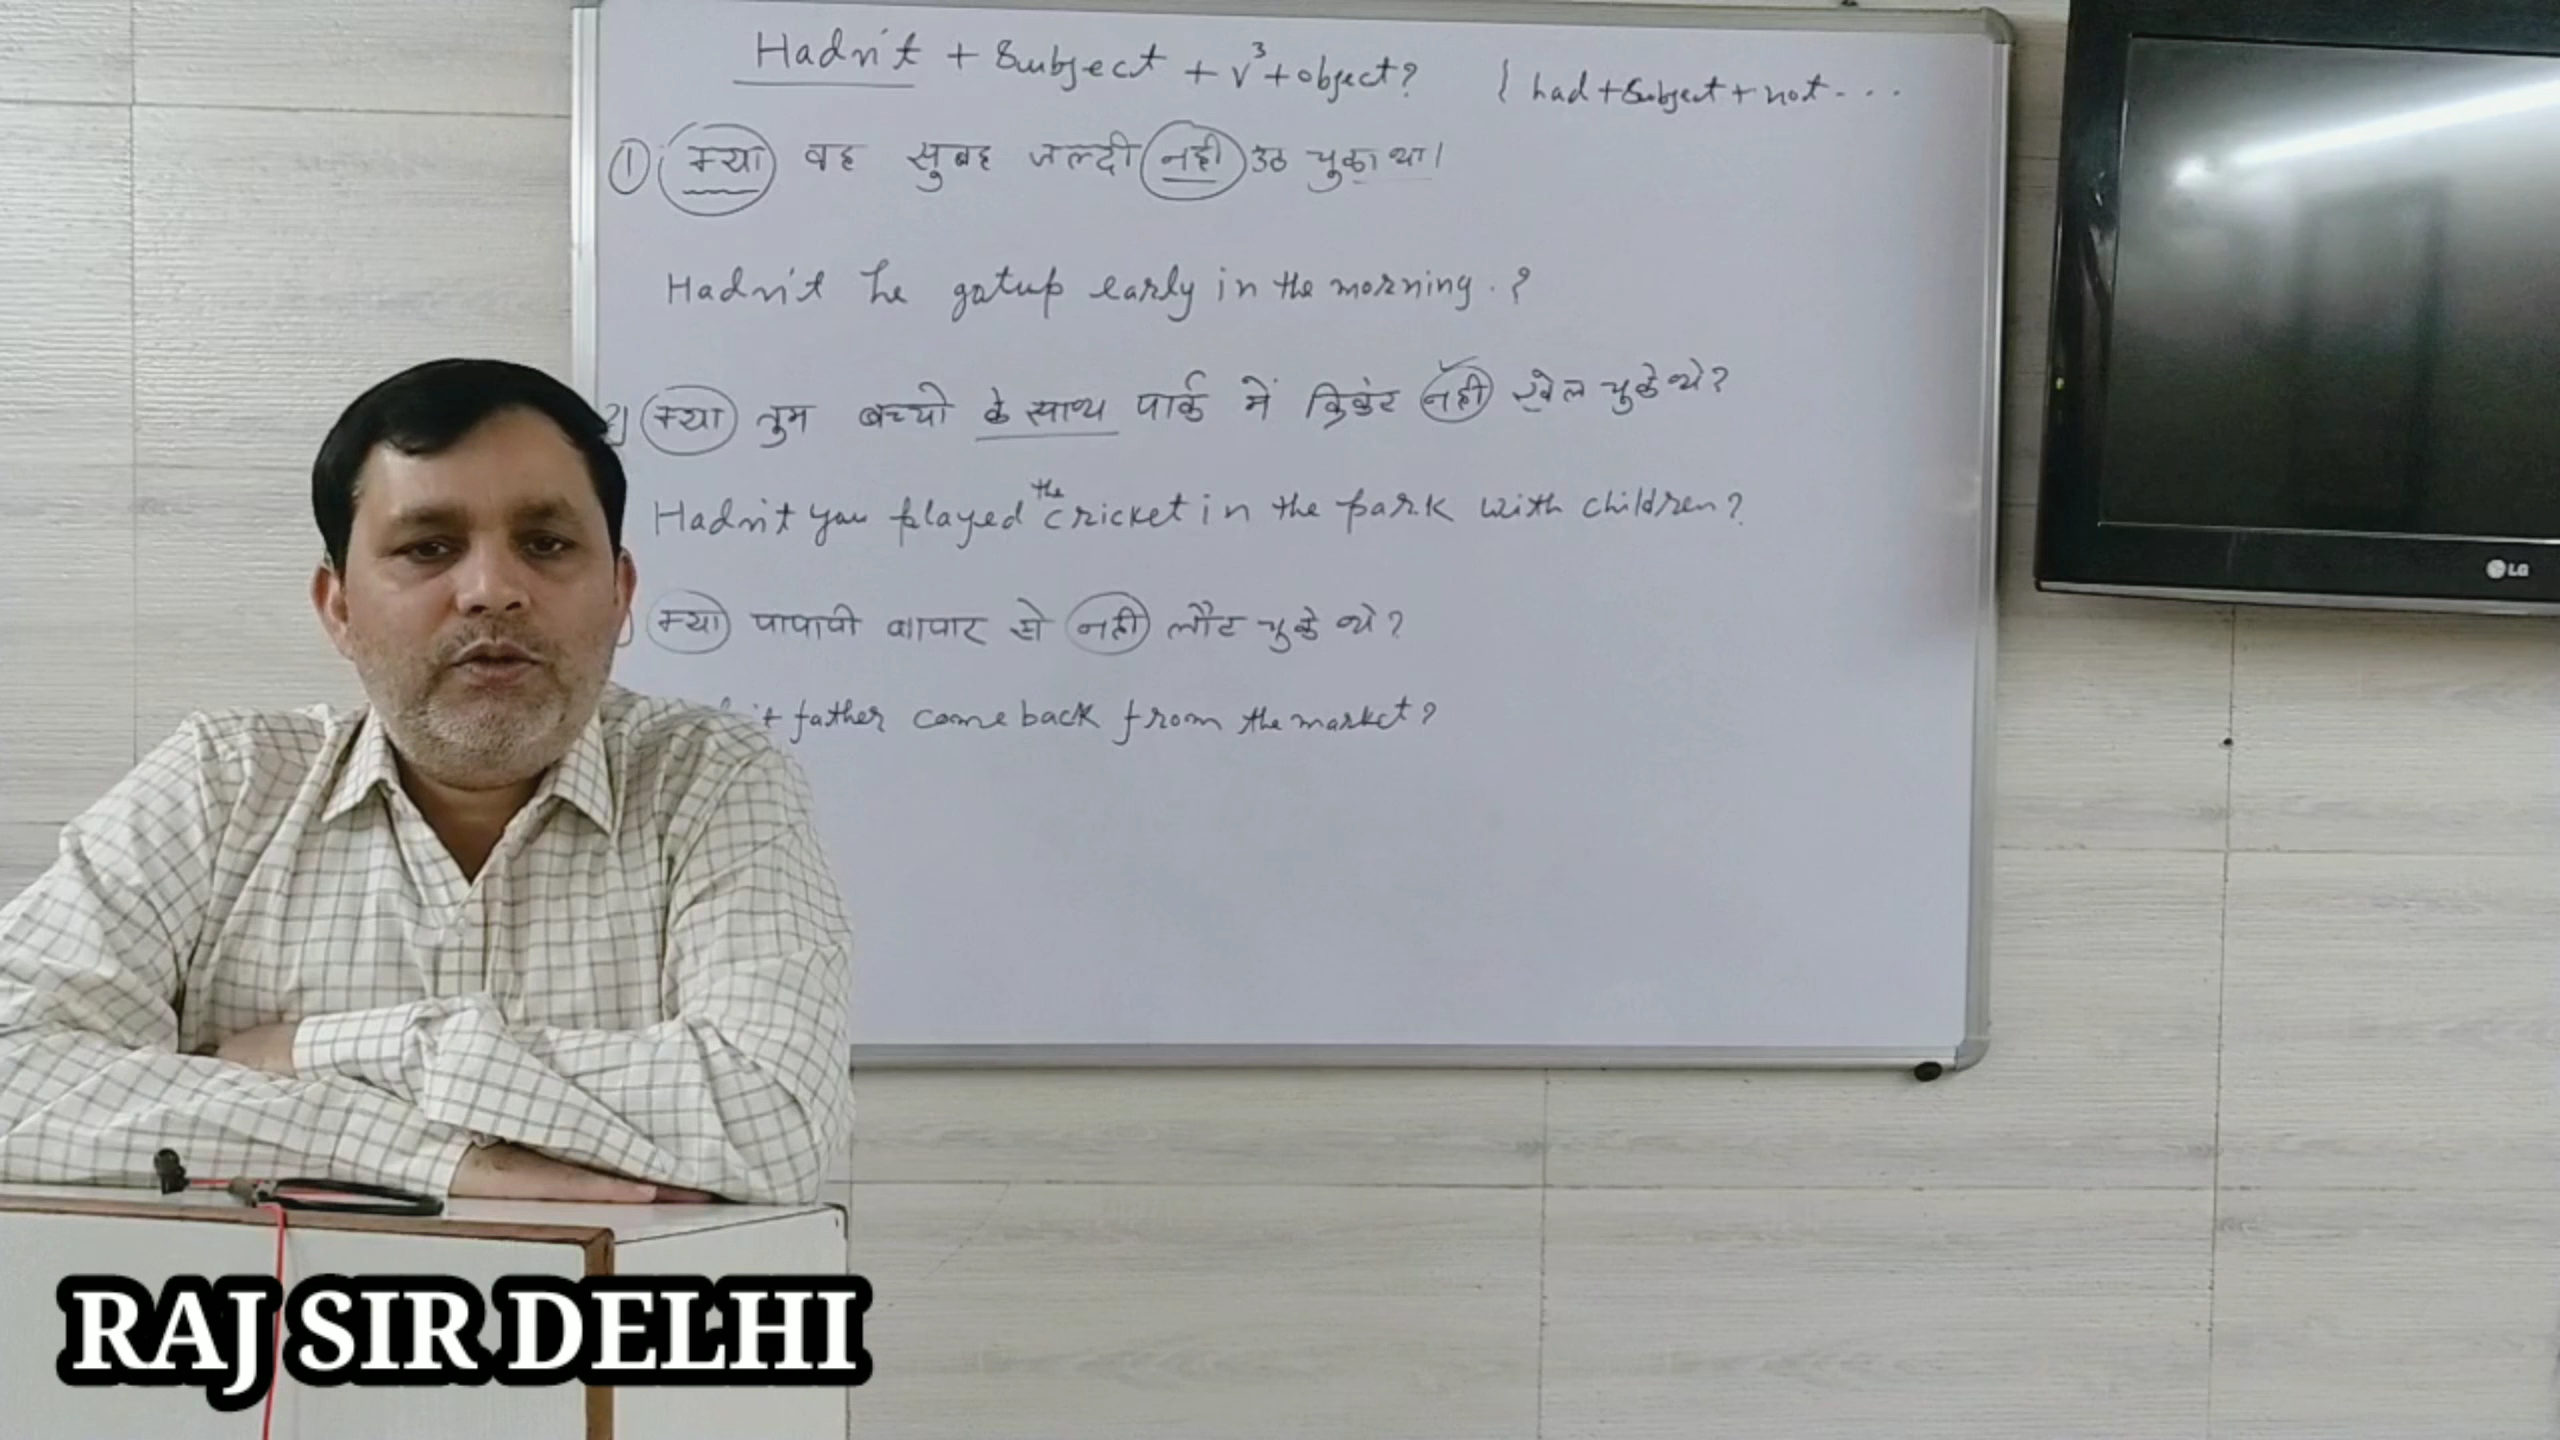 Hadn't + Subject + V³ + object? { had + Subject + not - - -
① क्या वह सुबह जल्दी नही उठ चुका था।
Hadn't he gotup early in the morning. ?
2) क्या तुम बच्चो के साथ पार्क में क्रिकेट नही खेल चुके थे?
Hadn't you played the cricket in the park with children?
) क्या पापाजी बाजार से नही लौट चुके थे?
't father come back from the market?
LG
RAJ SIR DELHI